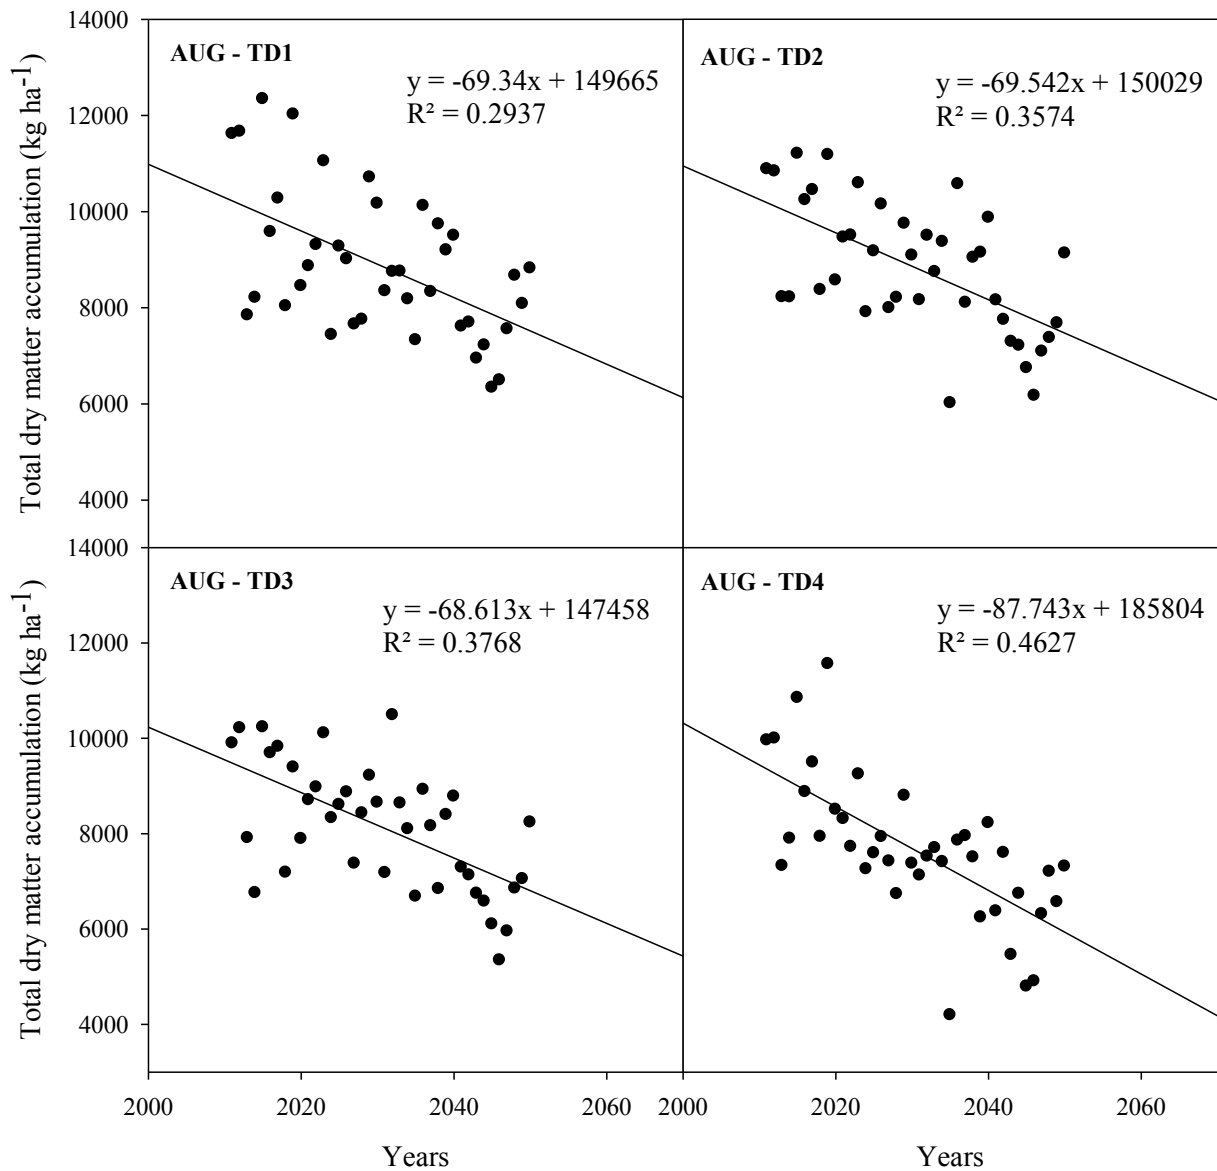 14000
AUG - TD1
y = -69.34x + 149665
R² = 0.2937
12000
10000
8000
6000
4000
Total dry matter accumulation (kg ha⁻¹)
AUG - TD2
y = -69.542x + 150029
R² = 0.3574
14000
AUG - TD3
y = -68.613x + 147458
R² = 0.3768
12000
10000
8000
6000
4000
Total dry matter accumulation (kg ha⁻¹)
AUG - TD4
y = -87.743x + 185804
R² = 0.4627
2000 2020 2040 2060 2000 2020 2040 2060
Years Years